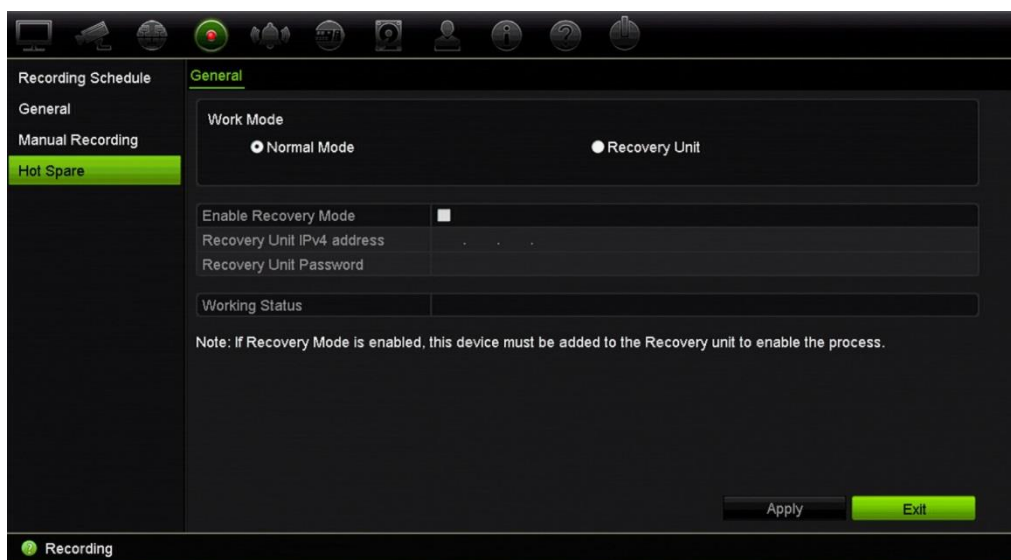 Recording Schedule
General
Manual Recording
Hot Spare
General
Work Mode
Normal Mode
Recovery Unit
Enable Recovery Mode
Recovery Unit IPv4 address
. . .
Recovery Unit Password
Working Status
Note: If Recovery Mode is enabled, this device must be added to the Recovery unit to enable the process.
Apply
Exit
Recording